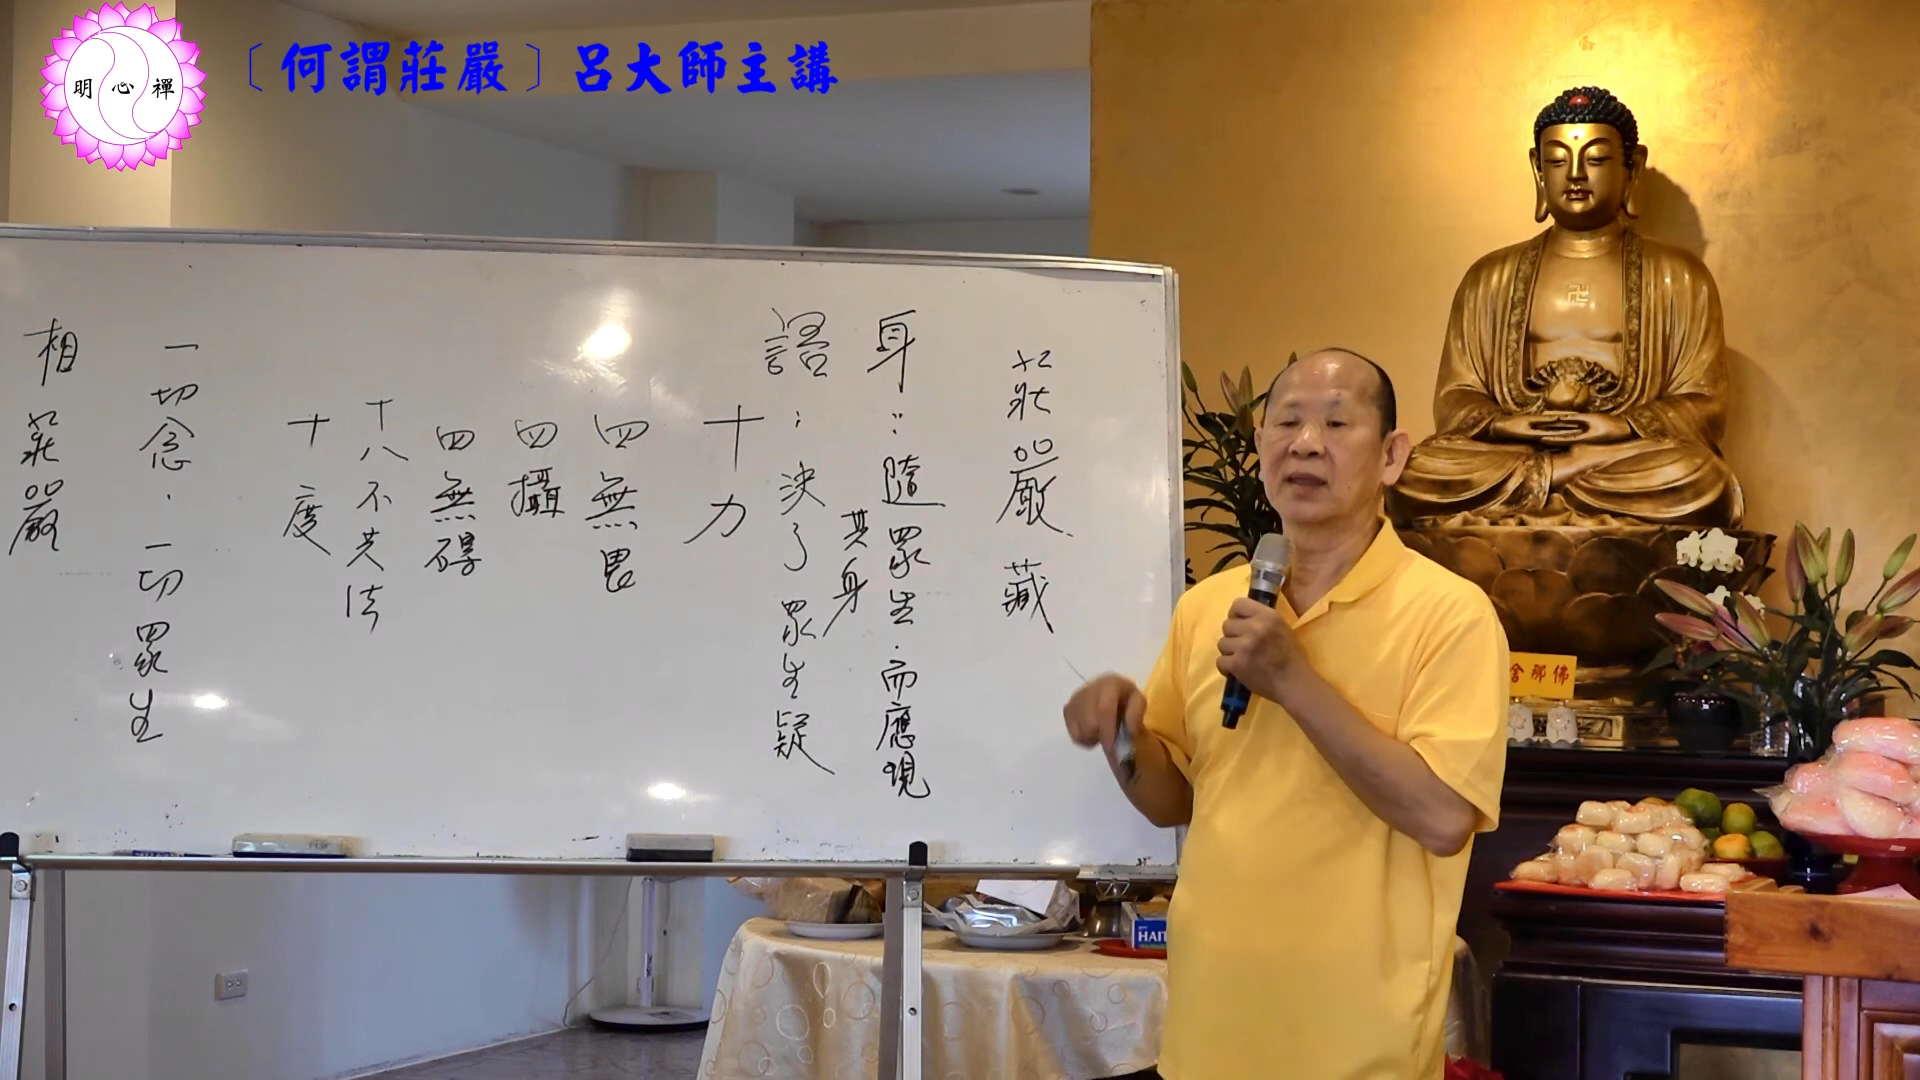 明心禪
〔何謂莊嚴〕呂大師主講
莊嚴藏
身：隨眾生．而應現
其身
語：決了眾生疑
十力
四無畏
四攝
四無礙
十八不共法
十度
一切念．一切眾生
相莊嚴
舍那佛
HAIT